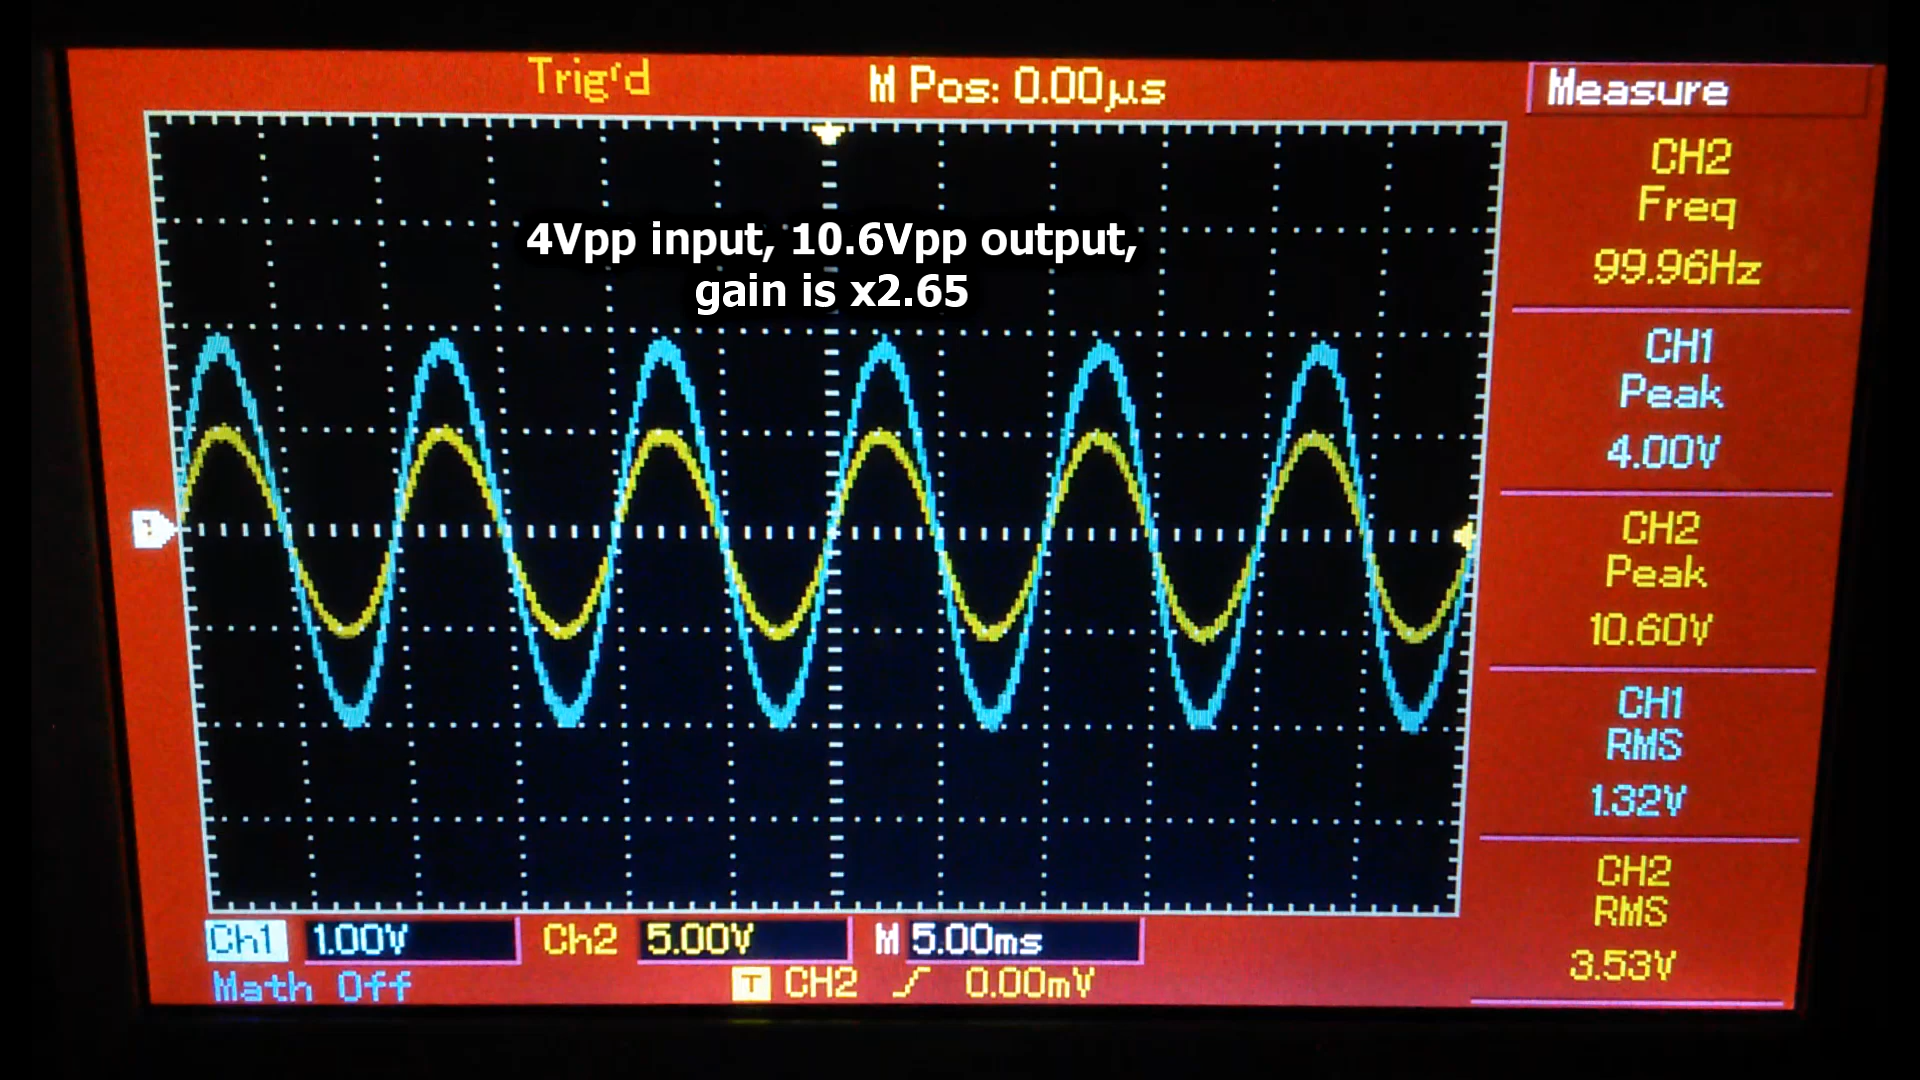 Trig'd
M Pos: 0.00µs
Measure
4Vpp input, 10.6Vpp output,
gain is x2.65
CH2
Freq
99.96Hz
CH1
Peak
4.00V
CH2
Peak
10.60V
CH1
RMS
1.32V
CH2
RMS
3.53V
Ch1 1.00V Ch2 5.00V M 5.00ms
Math Off
T CH2 0.00mV